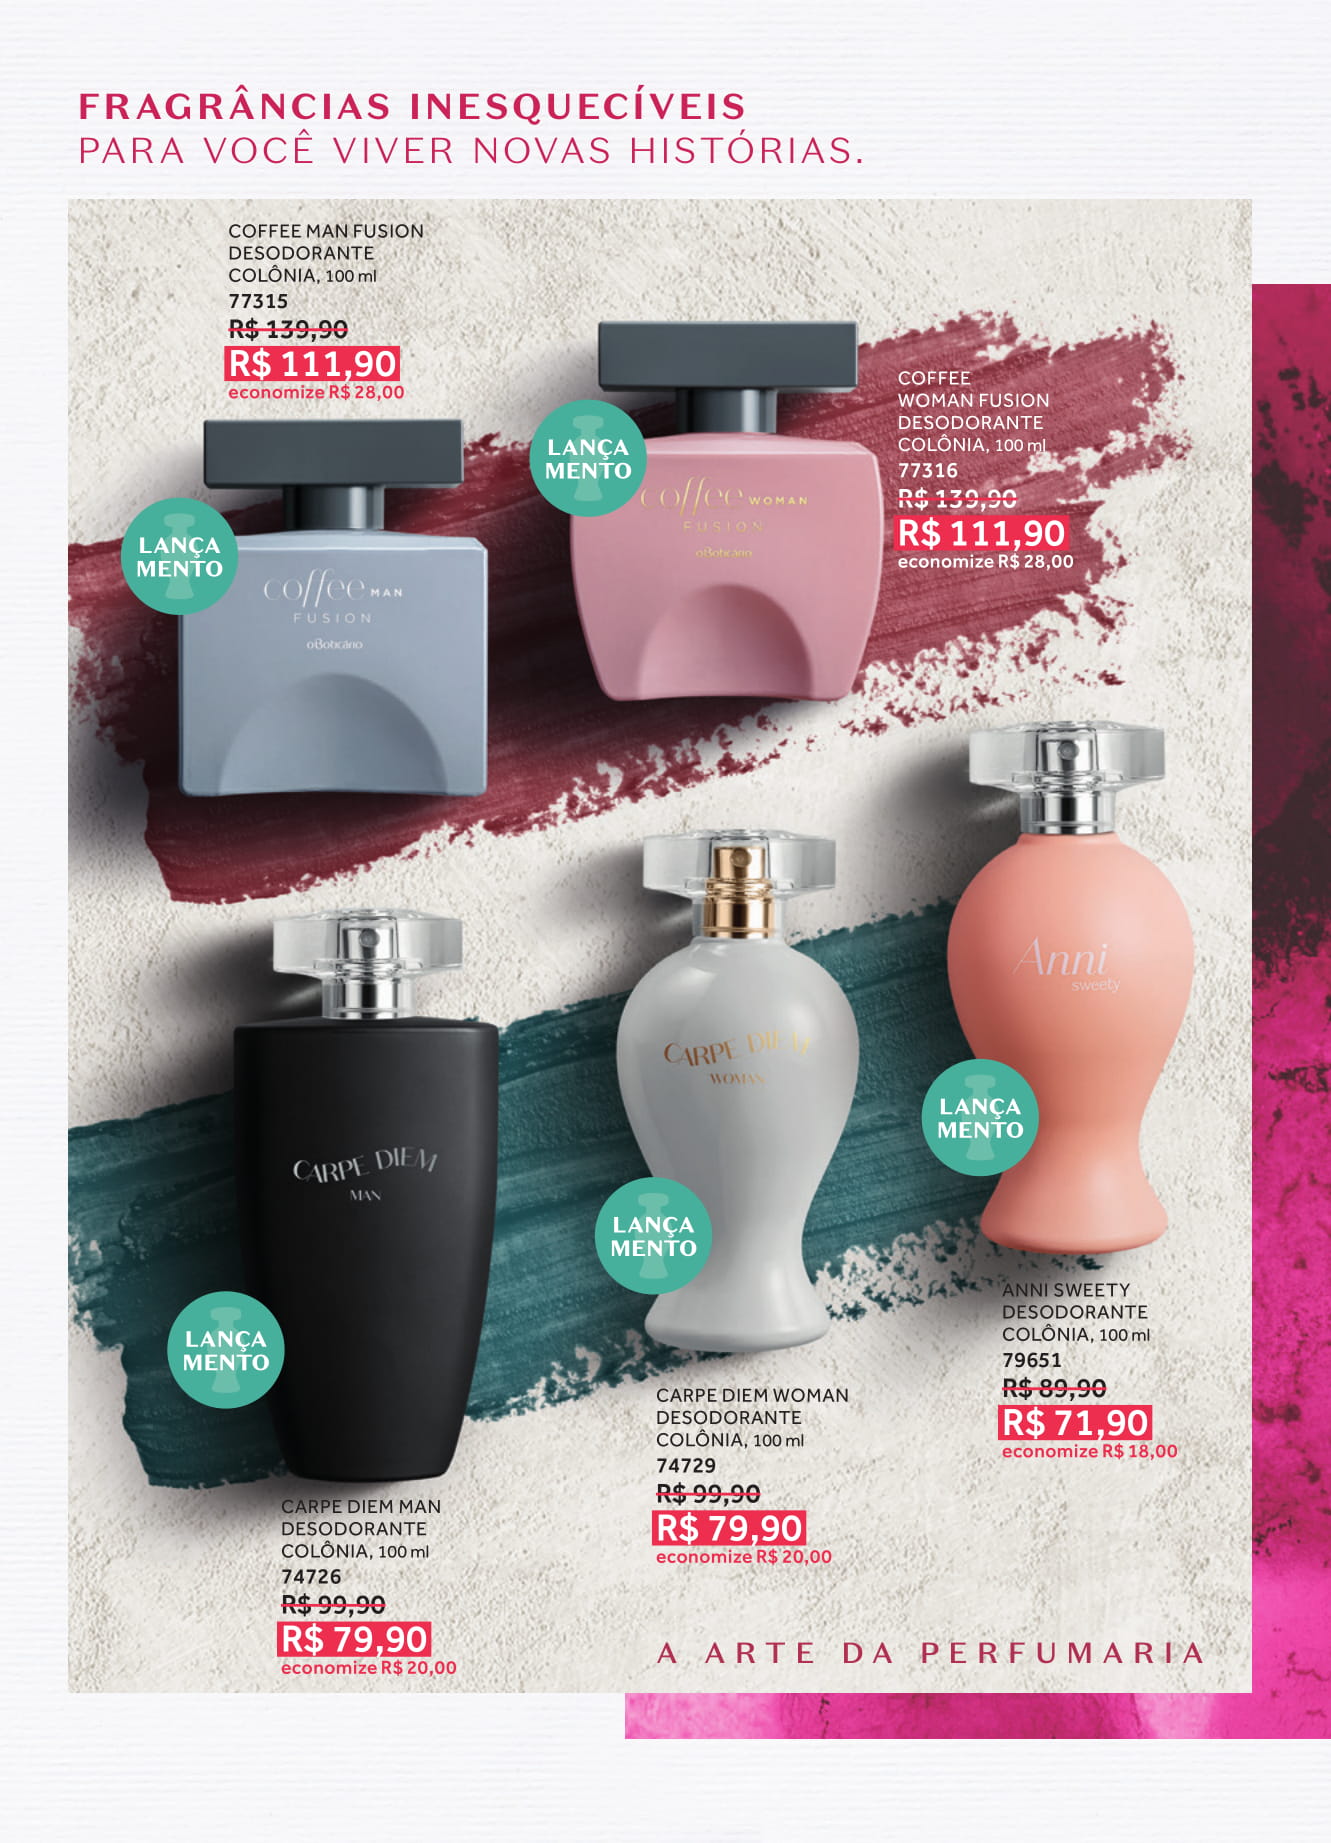 FRAGRÂNCIAS INESQUECÍVEIS
PARA VOCÊ VIVER NOVAS HISTÓRIAS.
COFFEE MAN FUSION
DESODORANTE
COLÔNIA, 100 ml
77315
R$ 139,90
R$ 111,90
economize R$ 28,00
COFFEE
WOMAN FUSION
DESODORANTE
COLÔNIA, 100 ml
77316
R$ 139,90
R$ 111,90
economize R$ 28,00
LANÇA
MENTO
coffee WOMAN
FUSION
oBoticário
LANÇA
MENTO
coffee MAN
FUSION
oBoticário
Anni
sweety
LANÇA
MENTO
CARPE DIEM
WOMAN
LANÇA
MENTO
CARPE DIEM
MAN
LANÇA
MENTO
ANNI SWEETY
DESODORANTE
COLÔNIA, 100 ml
79651
R$ 89,90
R$ 71,90
economize R$ 18,00
CARPE DIEM WOMAN
DESODORANTE
COLÔNIA, 100 ml
74729
R$ 99,90
R$ 79,90
economize R$ 20,00
CARPE DIEM MAN
DESODORANTE
COLÔNIA, 100 ml
74726
R$ 99,90
R$ 79,90
economize R$ 20,00
A ARTE DA PERFUMARIA